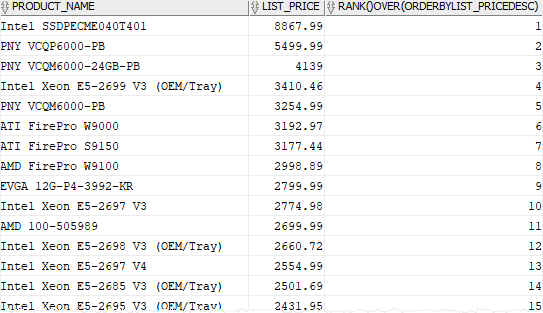 PRODUCT_NAME LIST_PRICE RANK()OVER(ORDERBYLIST_PRICEDESC)
Intel SSDPECME040T401 8867.99 1
PNY VCQP6000-PB 5499.99 2
PNY VCQM6000-24GB-PB 4139 3
Intel Xeon E5-2699 V3 (OEM/Tray) 3410.46 4
PNY VCQM6000-PB 3254.99 5
ATI FirePro W9000 3192.97 6
ATI FirePro S9150 3177.44 7
AMD FirePro W9100 2998.89 8
EVGA 12G-P4-3992-KR 2799.99 9
Intel Xeon E5-2697 V3 2774.98 10
AMD 100-505989 2699.99 11
Intel Xeon E5-2698 V3 (OEM/Tray) 2660.72 12
Intel Xeon E5-2697 V4 2554.99 13
Intel Xeon E5-2685 V3 (OEM/Tray) 2501.69 14
Intel Xeon E5-2695 V3 (OEM/Tray) 2431.95 15